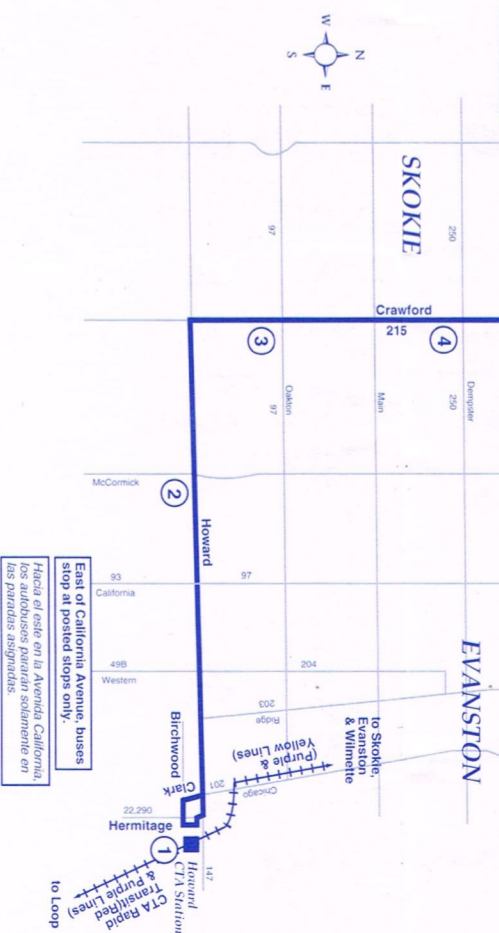 W
N
S
E
SKOKIE
EVANSTON
250
97
Crawford
215
4
3
Dempster
250
Main
Oakton
97
McCormick
2
Howard
93
California
97
49B
Western
204
203
Ridge
to Skokie,
Evanston
& Wilmette
(Purple &
Yellow Lines)
201
Chicago
Birchwood
Clark
22,290
Hermitage
1
147
Howard
CTA Station
CTA Rapid
Transit(Red
& Purple Lines)
to Loop
East of California Avenue, buses
stop at posted stops only.
Hacia el este en la Avenida California,
los autobuses pararán solamente en
las paradas asignadas.